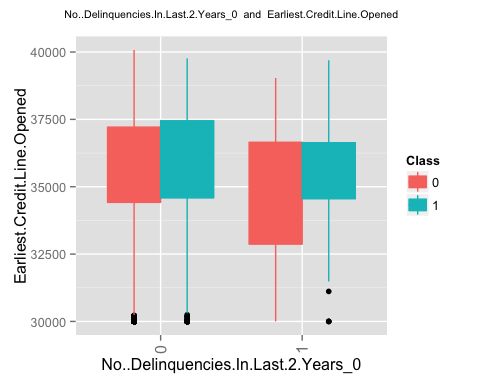 No..Delinquencies.In.Last.2.Years_0 and Earliest.Credit.Line.Opened
40000
37500
35000
32500
30000
Earliest.Credit.Line.Opened
0
1
No..Delinquencies.In.Last.2.Years_0
Class
0
1